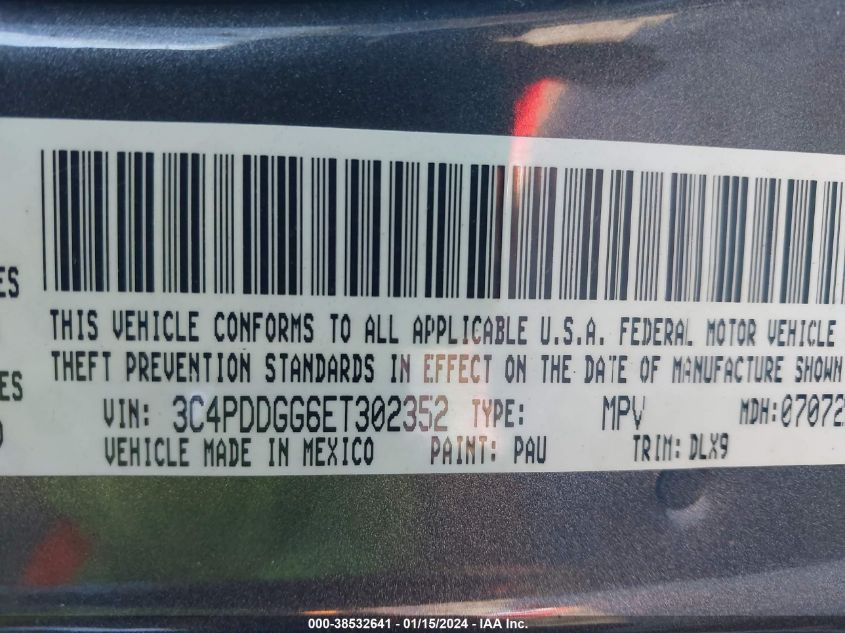 ES
THIS VEHICLE CONFORMS TO ALL APPLICABLE U.S.A. FEDERAL MOTOR VEHICLE
THEFT PREVENTION STANDARDS IN EFFECT ON THE DATE OF MANUFACTURE SHOWN
ES
VIN: 3C4PDDGG6ET302352 TYPE: MPV MDH:07072
VEHICLE MADE IN MEXICO PAINT: PAU TRIM: DLX9
000-38532641 - 01/15/2024 - IAA Inc.